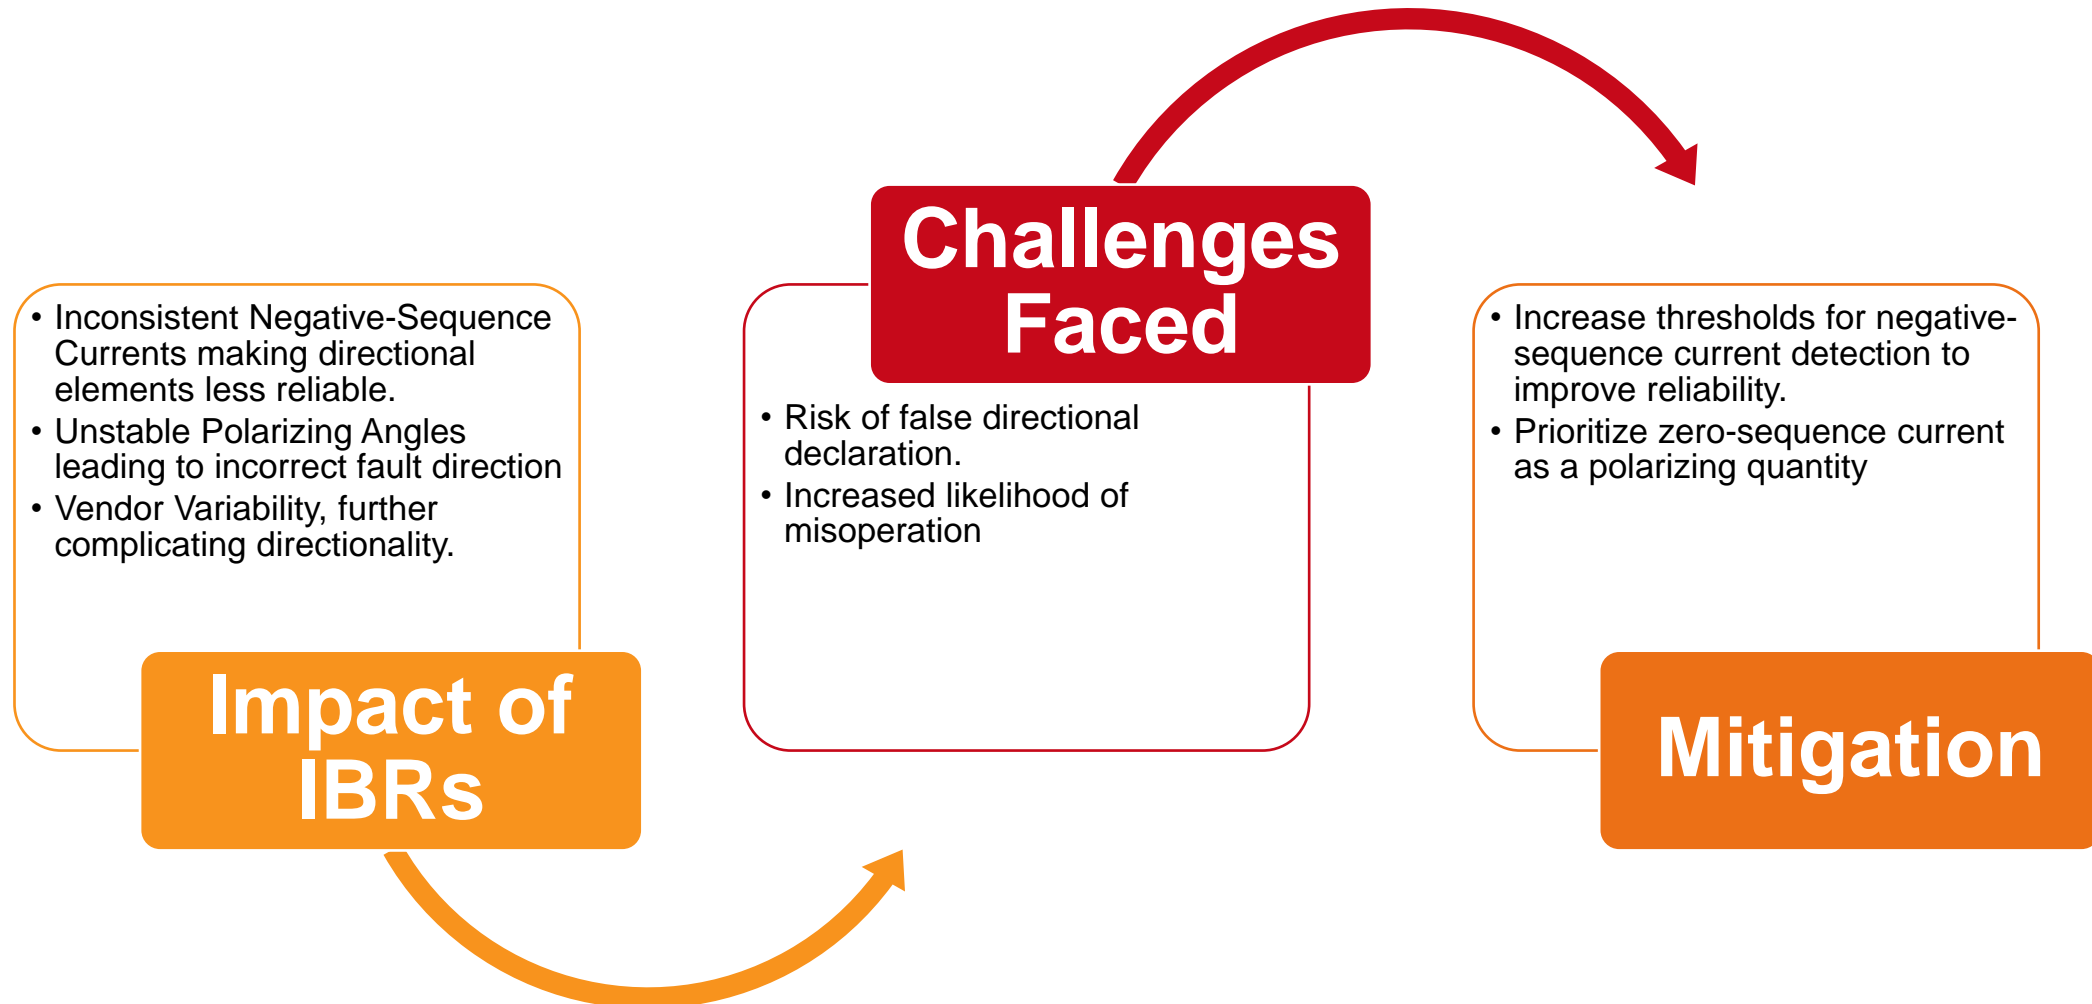 • Inconsistent Negative-Sequence
Currents making directional
elements less reliable.
• Unstable Polarizing Angles
leading to incorrect fault direction
• Vendor Variability, further
complicating directionality.
Impact of
IBRs
Challenges
Faced
• Risk of false directional
declaration.
• Increased likelihood of
misoperation
• Increase thresholds for negative-
sequence current detection to
improve reliability.
• Prioritize zero-sequence current
as a polarizing quantity
Mitigation